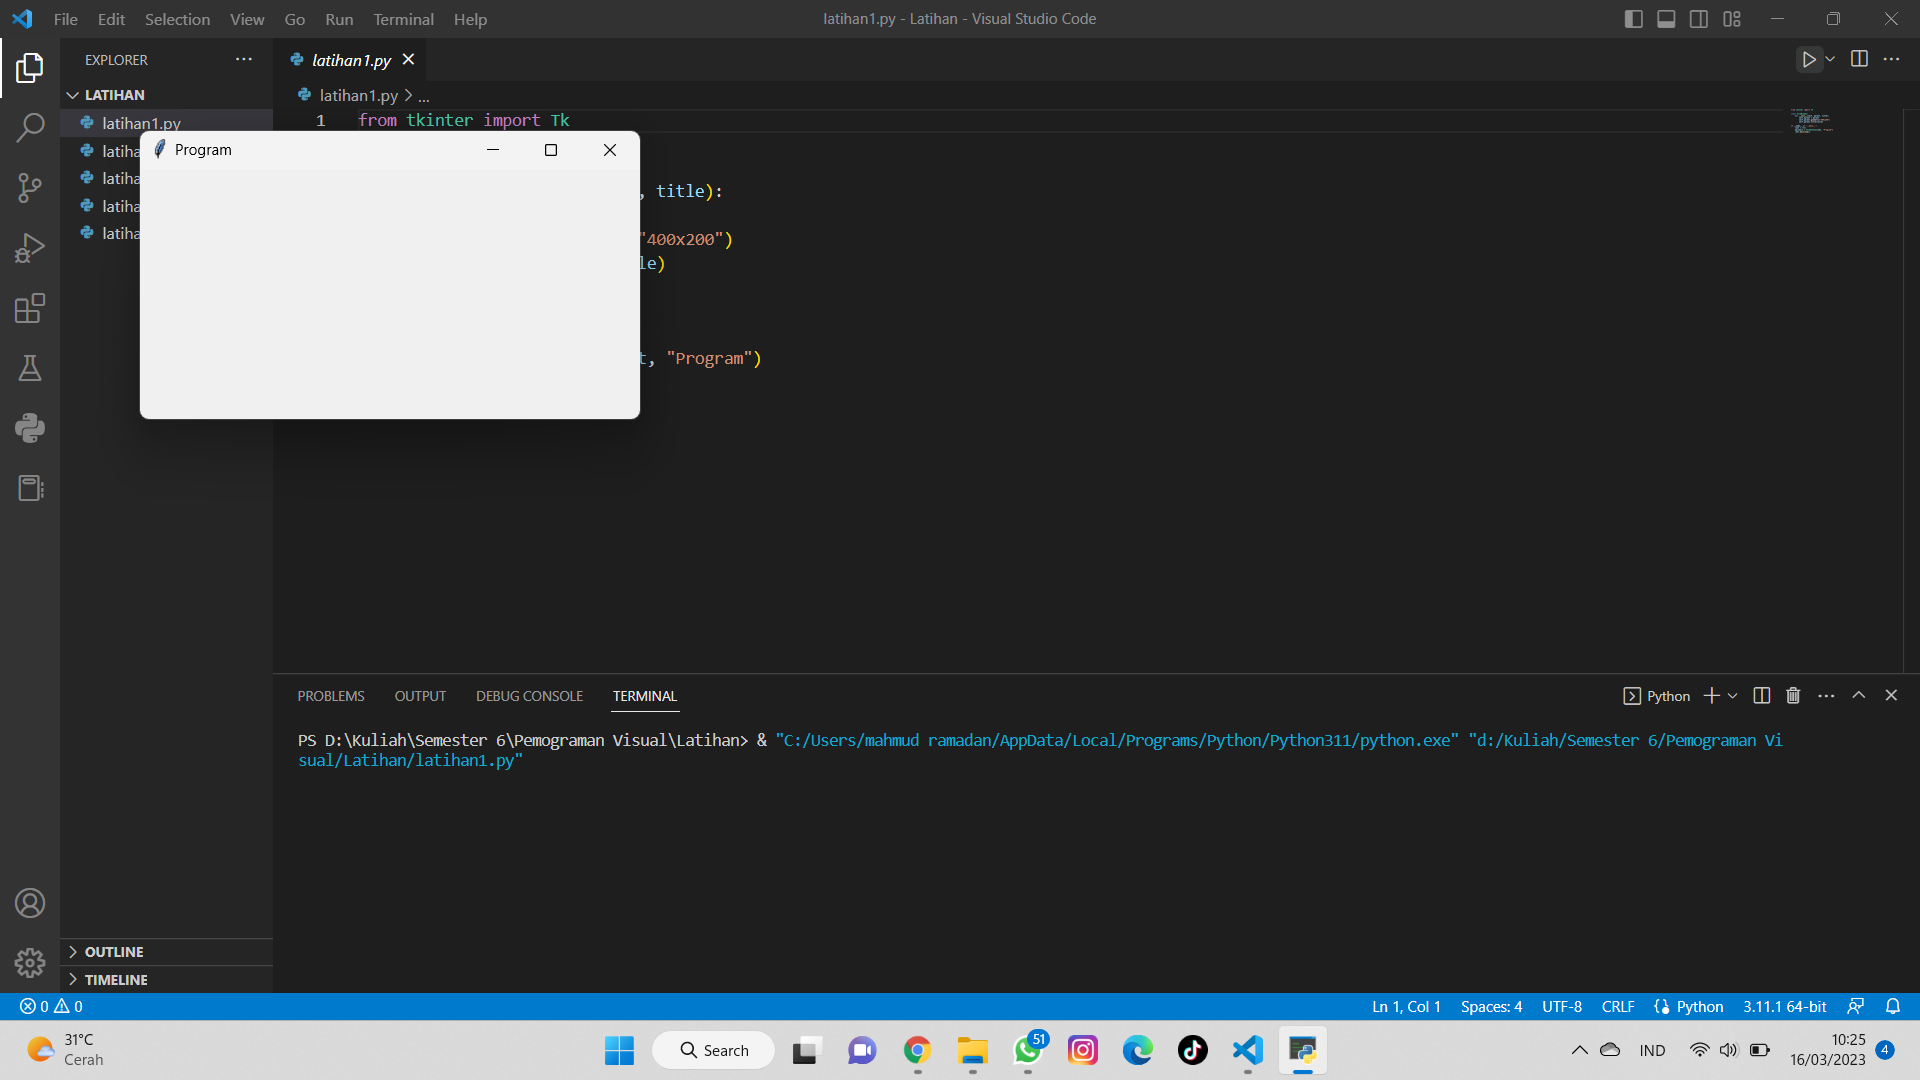 File Edit Selection View Go Run Terminal Help
latihan1.py - Latihan - Visual Studio Code
EXPLORER
LATIHAN
latihan1.py
latiha
latiha
latiha
latiha
OUTLINE
TIMELINE
latihan1.py
latihan1.py > ...
1 from tkinter import Tk
, title):
"400x200")
le)
t, "Program")
Program
PROBLEMS OUTPUT DEBUG CONSOLE TERMINAL
Python
PS D:\Kuliah\Semester 6\Pemograman Visual\Latihan> & "C:/Users/mahmud ramadan/AppData/Local/Programs/Python/Python311/python.exe" "d:/Kuliah/Semester 6/Pemograman Vi
sual/Latihan/latihan1.py"
0 0
Ln 1, Col 1 Spaces: 4 UTF-8 CRLF Python 3.11.1 64-bit
31°C
Cerah
Search
51
IND
10:25
16/03/2023
4